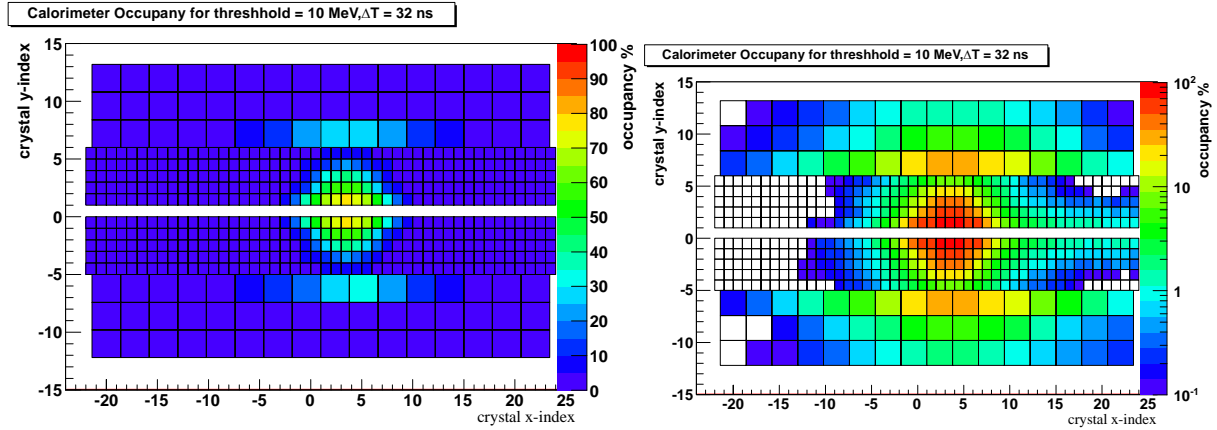 Calorimeter Occupany for threshhold = 10 MeV,ΔT = 32 ns
crystal y-index
15
10
5
0
-5
-10
-15
-20 -15 -10 -5 0 5 10 15 20 25
crystal x-index
100
90
80
70
60
50
40
30
20
10
0
occupancy %
Calorimeter Occupany for threshhold = 10 MeV,ΔT = 32 ns
crystal y-index
15
10
5
0
-5
-10
-15
-20 -15 -10 -5 0 5 10 15 20 25
crystal x-index
10²
10
1
10⁻¹
occupancy %